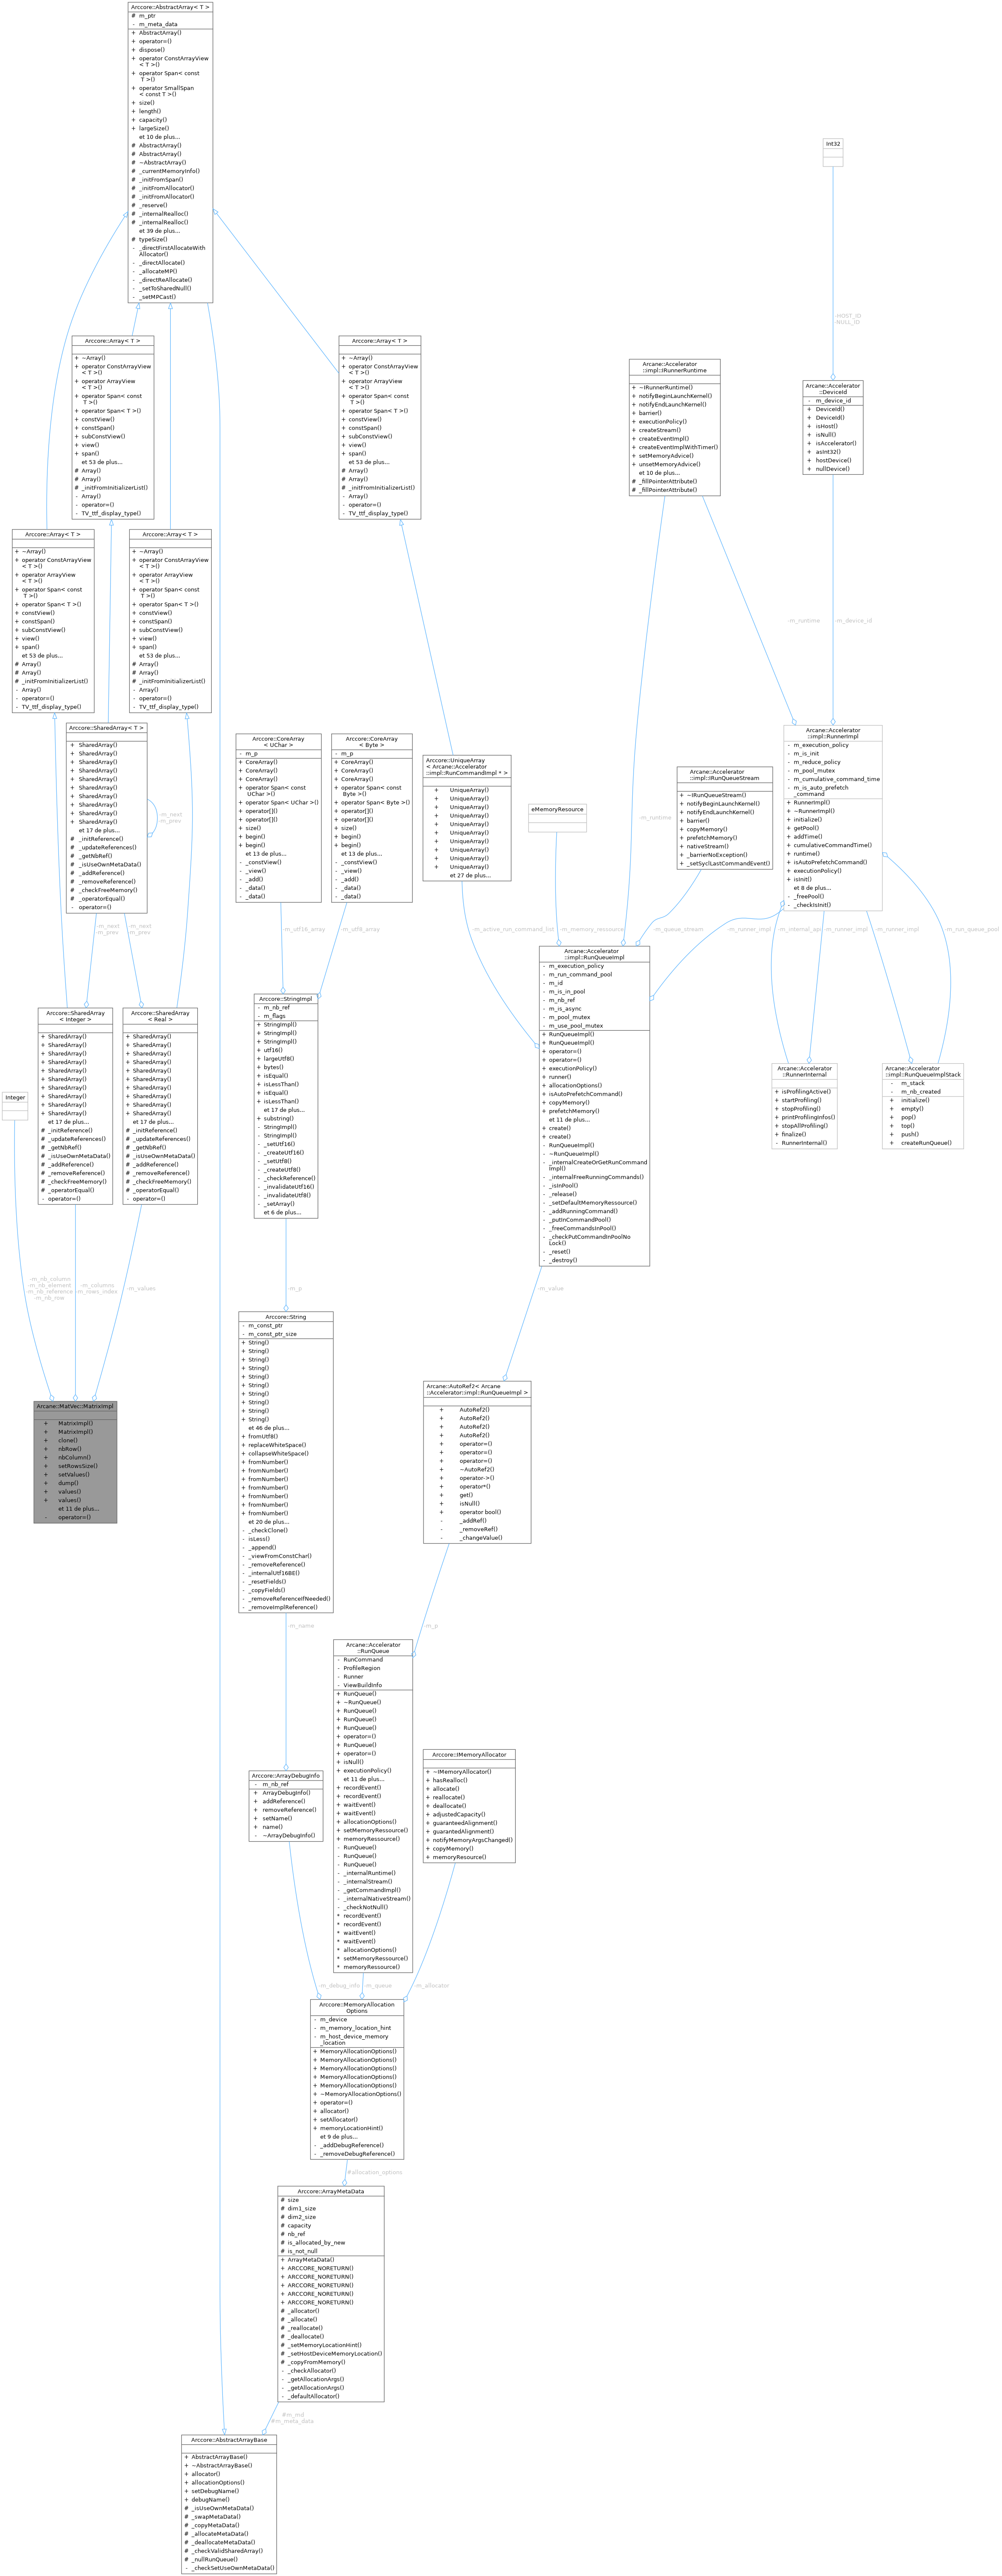 Arccore::AbstractArray< T >
# m_ptr
- m_meta_data
+ AbstractArray()
+ operator=()
+ dispose()
+ operator ConstArrayView
< T >()
+ operator Span< const
T >()
+ operator SmallSpan
< const T >()
+ size()
+ length()
+ capacity()
+ largeSize()
et 10 de plus...
# AbstractArray()
# AbstractArray()
# ~AbstractArray()
# _currentMemoryInfo()
# _initFromSpan()
# _initFromAllocator()
# _initFromAllocator()
# _reserve()
# _internalRealloc()
# _internalRealloc()
et 39 de plus...
# typeSize()
- _directFirstAllocateWith
Allocator()
- _directAllocate()
- _allocateMP()
- _directReAllocate()
- _setToSharedNull()
- _setMPCast()
Int32
-HOST_ID
-NULL_ID
Arccore::Array< T >
+ ~Array()
+ operator ConstArrayView
< T >()
+ operator ArrayView
< T >()
+ operator Span< const
T >()
+ operator Span< T >()
+ constView()
+ constSpan()
+ subConstView()
+ view()
+ span()
et 53 de plus...
# Array()
# Array()
# _initFromInitializerList()
- Array()
- operator=()
- TV_ttf_display_type()
Arccore::Array< T >
+ ~Array()
+ operator ConstArrayView
< T >()
+ operator ArrayView
< T >()
+ operator Span< const
T >()
+ operator Span< T >()
+ constView()
+ constSpan()
+ subConstView()
+ view()
+ span()
et 53 de plus...
# Array()
# Array()
# _initFromInitializerList()
- Array()
- operator=()
- TV_ttf_display_type()
Arcane::Accelerator
::impl::IRunnerRuntime
+ ~IRunnerRuntime()
+ notifyBeginLaunchKernel()
+ notifyEndLaunchKernel()
+ barrier()
+ executionPolicy()
+ createStream()
+ createEventImpl()
+ createEventImplWithTimer()
+ setMemoryAdvice()
+ unsetMemoryAdvice()
et 10 de plus...
# _fillPointerAttribute()
# _fillPointerAttribute()
Arcane::Accelerator
::DeviceId
- m_device_id
+ DeviceId()
+ DeviceId()
+ isHost()
+ isNull()
+ isAccelerator()
+ asInt32()
+ hostDevice()
+ nullDevice()
Arccore::Array< T >
+ ~Array()
+ operator ConstArrayView
< T >()
+ operator ArrayView
< T >()
+ operator Span< const
T >()
+ operator Span< T >()
+ constView()
+ constSpan()
+ subConstView()
+ view()
+ span()
et 53 de plus...
# Array()
# Array()
# _initFromInitializerList()
- Array()
- operator=()
- TV_ttf_display_type()
Arccore::Array< T >
+ ~Array()
+ operator ConstArrayView
< T >()
+ operator ArrayView
< T >()
+ operator Span< const
T >()
+ operator Span< T >()
+ constView()
+ constSpan()
+ subConstView()
+ view()
+ span()
et 53 de plus...
# Array()
# Array()
# _initFromInitializerList()
- Array()
- operator=()
- TV_ttf_display_type()
-m_runtime
-m_device_id
Arccore::SharedArray< T >
+ SharedArray()
+ SharedArray()
+ SharedArray()
+ SharedArray()
+ SharedArray()
+ SharedArray()
+ SharedArray()
+ SharedArray()
+ SharedArray()
+ SharedArray()
et 17 de plus...
# _initReference()
# _updateReferences()
# _getNbRef()
# _isUseOwnMetaData()
# _addReference()
# _removeReference()
# _checkFreeMemory()
# _operatorEqual()
- operator=()
-m_next
-m_prev
Arccore::CoreArray
< UChar >
- m_p
+ CoreArray()
+ CoreArray()
+ CoreArray()
+ operator Span< const
UChar >()
+ operator Span< UChar >()
+ operator[]()
+ operator[]()
+ size()
+ begin()
+ begin()
et 13 de plus...
- _constView()
- _view()
- _add()
- _data()
- _data()
Arccore::CoreArray
< Byte >
- m_p
+ CoreArray()
+ CoreArray()
+ CoreArray()
+ operator Span< const
Byte >()
+ operator Span< Byte >()
+ operator[]()
+ operator[]()
+ size()
+ begin()
+ begin()
et 13 de plus...
- _constView()
- _view()
- _add()
- _data()
- _data()
Arccore::UniqueArray
< Arcane::Accelerator
::impl::RunCommandImpl * >
+ UniqueArray()
+ UniqueArray()
+ UniqueArray()
+ UniqueArray()
+ UniqueArray()
+ UniqueArray()
+ UniqueArray()
+ UniqueArray()
+ UniqueArray()
+ UniqueArray()
et 27 de plus...
eMemoryResource
-m_runtime
Arcane::Accelerator
::impl::IRunQueueStream
+ ~IRunQueueStream()
+ notifyBeginLaunchKernel()
+ notifyEndLaunchKernel()
+ barrier()
+ copyMemory()
+ prefetchMemory()
+ nativeStream()
+ _barrierNoException()
+ _setSyclLastCommandEvent()
Arcane::Accelerator
::impl::RunnerImpl
- m_execution_policy
- m_is_init
- m_reduce_policy
- m_pool_mutex
- m_cumulative_command_time
- m_is_auto_prefetch
_command
+ RunnerImpl()
+ ~RunnerImpl()
+ initialize()
+ getPool()
+ addTime()
+ cumulativeCommandTime()
+ runtime()
+ isAutoPrefetchCommand()
+ executionPolicy()
+ isInit()
et 8 de plus...
- _freePool()
- _checkIsInit()
-m_next
-m_prev
-m_next
-m_prev
-m_utf16_array
-m_utf8_array
-m_active_run_command_list
-m_memory_ressource
-m_queue_stream
-m_runner_impl
-m_internal_api
-m_runner_impl
-m_runner_impl
-m_run_queue_pool
Integer
Arccore::SharedArray
< Integer >
+ SharedArray()
+ SharedArray()
+ SharedArray()
+ SharedArray()
+ SharedArray()
+ SharedArray()
+ SharedArray()
+ SharedArray()
+ SharedArray()
+ SharedArray()
et 17 de plus...
# _initReference()
# _updateReferences()
# _getNbRef()
# _isUseOwnMetaData()
# _addReference()
# _removeReference()
# _checkFreeMemory()
# _operatorEqual()
- operator=()
Arccore::SharedArray
< Real >
+ SharedArray()
+ SharedArray()
+ SharedArray()
+ SharedArray()
+ SharedArray()
+ SharedArray()
+ SharedArray()
+ SharedArray()
+ SharedArray()
+ SharedArray()
et 17 de plus...
# _initReference()
# _updateReferences()
# _getNbRef()
# _isUseOwnMetaData()
# _addReference()
# _removeReference()
# _checkFreeMemory()
# _operatorEqual()
- operator=()
Arccore::StringImpl
- m_nb_ref
- m_flags
+ StringImpl()
+ StringImpl()
+ StringImpl()
+ utf16()
+ largeUtf8()
+ bytes()
+ isEqual()
+ isLessThan()
+ isEqual()
+ isLessThan()
et 17 de plus...
+ substring()
- StringImpl()
- StringImpl()
- _setUtf16()
- _createUtf16()
- _setUtf8()
- _createUtf8()
- _checkReference()
- _invalidateUtf16()
- _invalidateUtf8()
- _setArray()
et 6 de plus...
Arcane::Accelerator
::impl::RunQueueImpl
- m_execution_policy
- m_run_command_pool
- m_id
- m_is_in_pool
- m_nb_ref
- m_is_async
- m_pool_mutex
- m_use_pool_mutex
+ RunQueueImpl()
+ RunQueueImpl()
+ operator=()
+ operator=()
+ executionPolicy()
+ runner()
+ allocationOptions()
+ isAutoPrefetchCommand()
+ copyMemory()
+ prefetchMemory()
et 11 de plus...
+ create()
+ create()
- RunQueueImpl()
- ~RunQueueImpl()
- _internalCreateOrGetRunCommand
Impl()
- _internalFreeRunningCommands()
- _isInPool()
- _release()
- _setDefaultMemoryRessource()
- _addRunningCommand()
- _putInCommandPool()
- _freeCommandsInPool()
- _checkPutCommandInPoolNo
Lock()
- _reset()
- _destroy()
Arcane::Accelerator
::RunnerInternal
+ isProfilingActive()
+ startProfiling()
+ stopProfiling()
+ printProfilingInfos()
+ stopAllProfiling()
+ finalize()
- RunnerInternal()
Arcane::Accelerator
::impl::RunQueueImplStack
- m_stack
- m_nb_created
+ initialize()
+ empty()
+ pop()
+ top()
+ push()
+ createRunQueue()
-m_nb_column
-m_nb_element
-m_nb_reference
-m_nb_row
-m_columns
-m_rows_index
-m_values
-m_p
-m_value
Arccore::String
- m_const_ptr
- m_const_ptr_size
+ String()
+ String()
+ String()
+ String()
+ String()
+ String()
+ String()
+ String()
+ String()
+ String()
et 46 de plus...
+ fromUtf8()
+ replaceWhiteSpace()
+ collapseWhiteSpace()
+ fromNumber()
+ fromNumber()
+ fromNumber()
+ fromNumber()
+ fromNumber()
+ fromNumber()
+ fromNumber()
et 20 de plus...
- _checkClone()
- isLess()
- _append()
- _viewFromConstChar()
- _removeReference()
- _internalUtf16BE()
- _resetFields()
- _copyFields()
- _removeReferenceIfNeeded()
- _removeImplReference()
Arcane::AutoRef2< Arcane
::Accelerator::impl::RunQueueImpl >
+ AutoRef2()
+ AutoRef2()
+ AutoRef2()
+ AutoRef2()
+ operator=()
+ operator=()
+ operator=()
+ ~AutoRef2()
+ operator->()
+ operator*()
+ get()
+ isNull()
+ operator bool()
- _addRef()
- _removeRef()
- _changeValue()
Arcane::MatVec::MatrixImpl
+ MatrixImpl()
+ MatrixImpl()
+ clone()
+ nbRow()
+ nbColumn()
+ setRowsSize()
+ setValues()
+ dump()
+ values()
+ values()
et 11 de plus...
- operator=()
-m_name
-m_p
Arcane::Accelerator
::RunQueue
- RunCommand
- ProfileRegion
- Runner
- ViewBuildInfo
+ RunQueue()
+ ~RunQueue()
+ RunQueue()
+ RunQueue()
+ RunQueue()
+ operator=()
+ RunQueue()
+ operator=()
+ isNull()
+ executionPolicy()
et 11 de plus...
+ recordEvent()
+ recordEvent()
+ waitEvent()
+ waitEvent()
+ allocationOptions()
+ setMemoryRessource()
+ memoryRessource()
- RunQueue()
- RunQueue()
- RunQueue()
- _internalRuntime()
- _internalStream()
- _getCommandImpl()
- _internalNativeStream()
- _checkNotNull()
* recordEvent()
* recordEvent()
* waitEvent()
* waitEvent()
* allocationOptions()
* setMemoryRessource()
* memoryRessource()
Arccore::ArrayDebugInfo
- m_nb_ref
+ ArrayDebugInfo()
+ addReference()
+ removeReference()
+ setName()
+ name()
- ~ArrayDebugInfo()
Arccore::IMemoryAllocator
+ ~IMemoryAllocator()
+ hasRealloc()
+ allocate()
+ reallocate()
+ deallocate()
+ adjustedCapacity()
+ guaranteedAlignment()
+ guarantedAlignment()
+ notifyMemoryArgsChanged()
+ copyMemory()
+ memoryResource()
-m_debug_info
-m_queue
-m_allocator
Arccore::MemoryAllocation
Options
- m_device
- m_memory_location_hint
- m_host_device_memory
_location
+ MemoryAllocationOptions()
+ MemoryAllocationOptions()
+ MemoryAllocationOptions()
+ MemoryAllocationOptions()
+ MemoryAllocationOptions()
+ ~MemoryAllocationOptions()
+ operator=()
+ allocator()
+ setAllocator()
+ memoryLocationHint()
et 9 de plus...
- _addDebugReference()
- _removeDebugReference()
#allocation_options
Arccore::ArrayMetaData
# size
# dim1_size
# dim2_size
# capacity
# nb_ref
# is_allocated_by_new
# is_not_null
+ ArrayMetaData()
+ ARCCORE_NORETURN()
+ ARCCORE_NORETURN()
+ ARCCORE_NORETURN()
+ ARCCORE_NORETURN()
+ ARCCORE_NORETURN()
# _allocator()
# _allocate()
# _reallocate()
# _deallocate()
# _setMemoryLocationHint()
# _setHostDeviceMemoryLocation()
# _copyFromMemory()
- _checkAllocator()
- _getAllocationArgs()
- _getAllocationArgs()
- _defaultAllocator()
#m_md
#m_meta_data
Arccore::AbstractArrayBase
+ AbstractArrayBase()
+ ~AbstractArrayBase()
+ allocator()
+ allocationOptions()
+ setDebugName()
+ debugName()
# _isUseOwnMetaData()
# _swapMetaData()
# _copyMetaData()
# _allocateMetaData()
# _deallocateMetaData()
# _checkValidSharedArray()
# _nullRunQueue()
- _checkSetUseOwnMetaData()